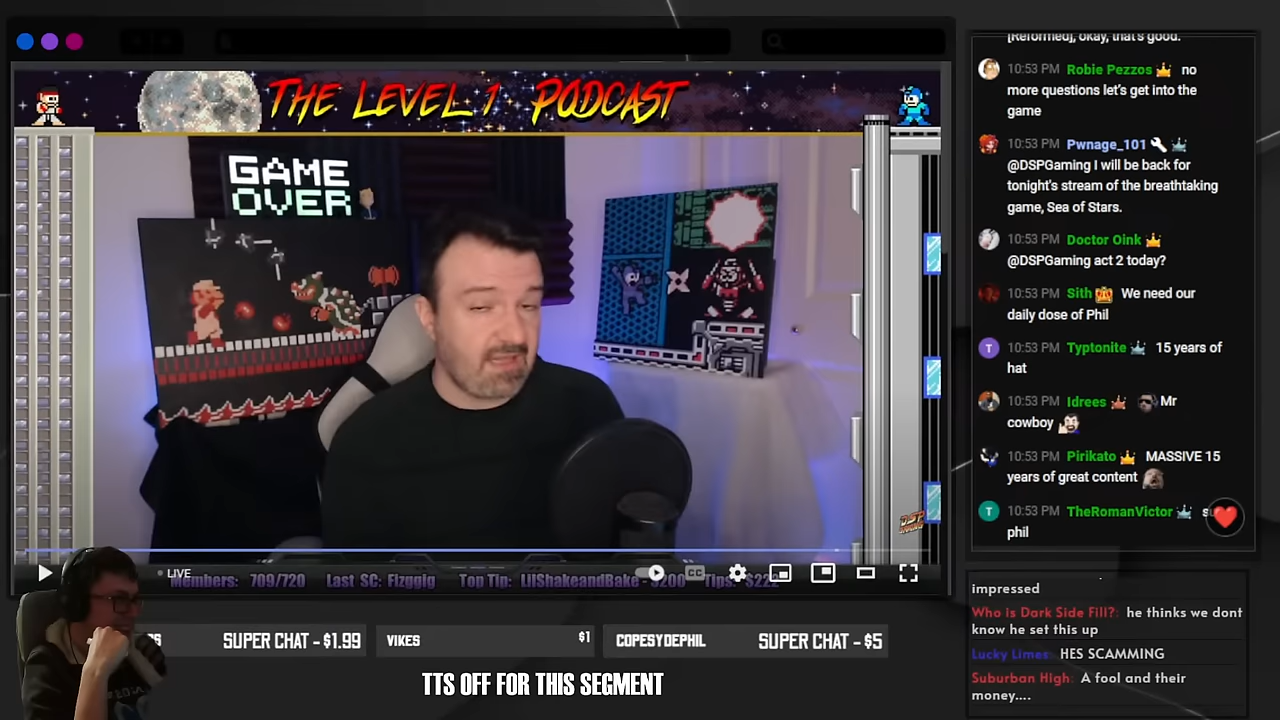 THE LEVEL 1 PODCAST
GAME
OVER
LIVE
CC
Members: 709/720 Last SC: Fizggig Top Tip: LilShakeandBake - $200 Tips: $222
SUPER CHAT - $1.99
VIKES $1
COPESYDEPHIL SUPER CHAT - $5
TTS OFF FOR THIS SEGMENT
[Reformed], okay, that's good.
10:53 PM Robie Pezzos no
more questions let's get into the
game
10:53 PM Pwnage_101
@DSPGaming I will be back for
tonight's stream of the breathtaking
game, Sea of Stars.
10:53 PM Doctor Oink
@DSPGaming act 2 today?
10:53 PM Sith We need our
daily dose of Phil
T 10:53 PM Typtonite 15 years of
hat
10:53 PM Idrees Mr
cowboy
10:53 PM Pirikato MASSIVE 15
years of great content
T 10:53 PM TheRomanVictor
phil
impressed
Who is Dark Side Fill?: he thinks we dont
know he set this up
Lucky Limes: HES SCAMMING
Suburban High: A fool and their
money....